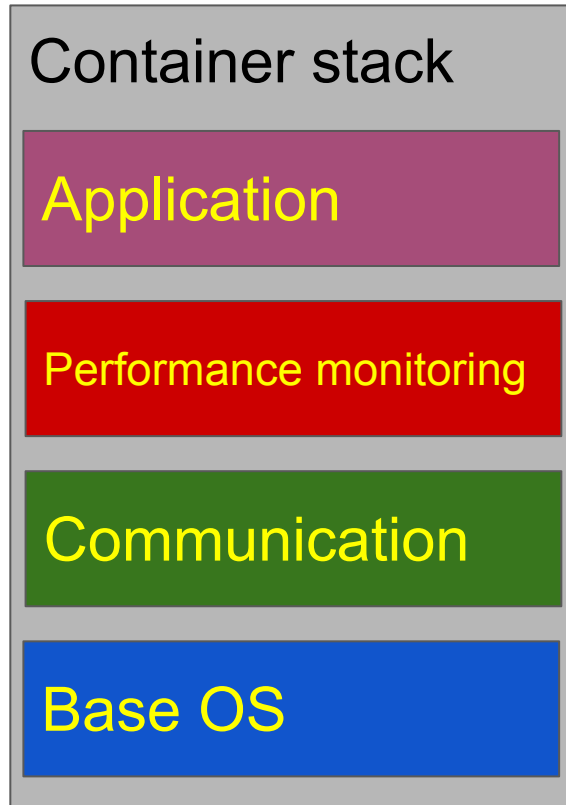 Container stack
Application
Performance monitoring
Communication
Base OS